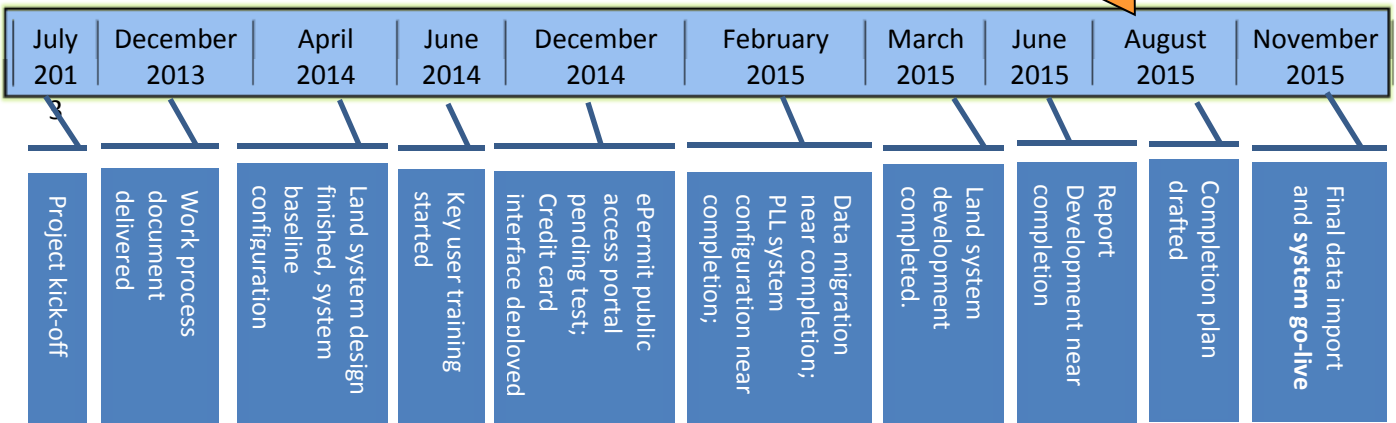 July
201
3
December
2013
April
2014
June
2014
December
2014
February
2015
March
2015
June
2015
August
2015
November
2015
Project kick-off
Work process
document
delivered
Land system design
finished, system
baseline
configuration
Key user training
started
ePermit public
access portal
pending test;
Credit card
interface deployed
Data migration
near completion;
PLL system
configuration near
completion;
Land system
development
completed.
Report
Development near
completion
Completion plan
drafted
Final data import
and system go-live